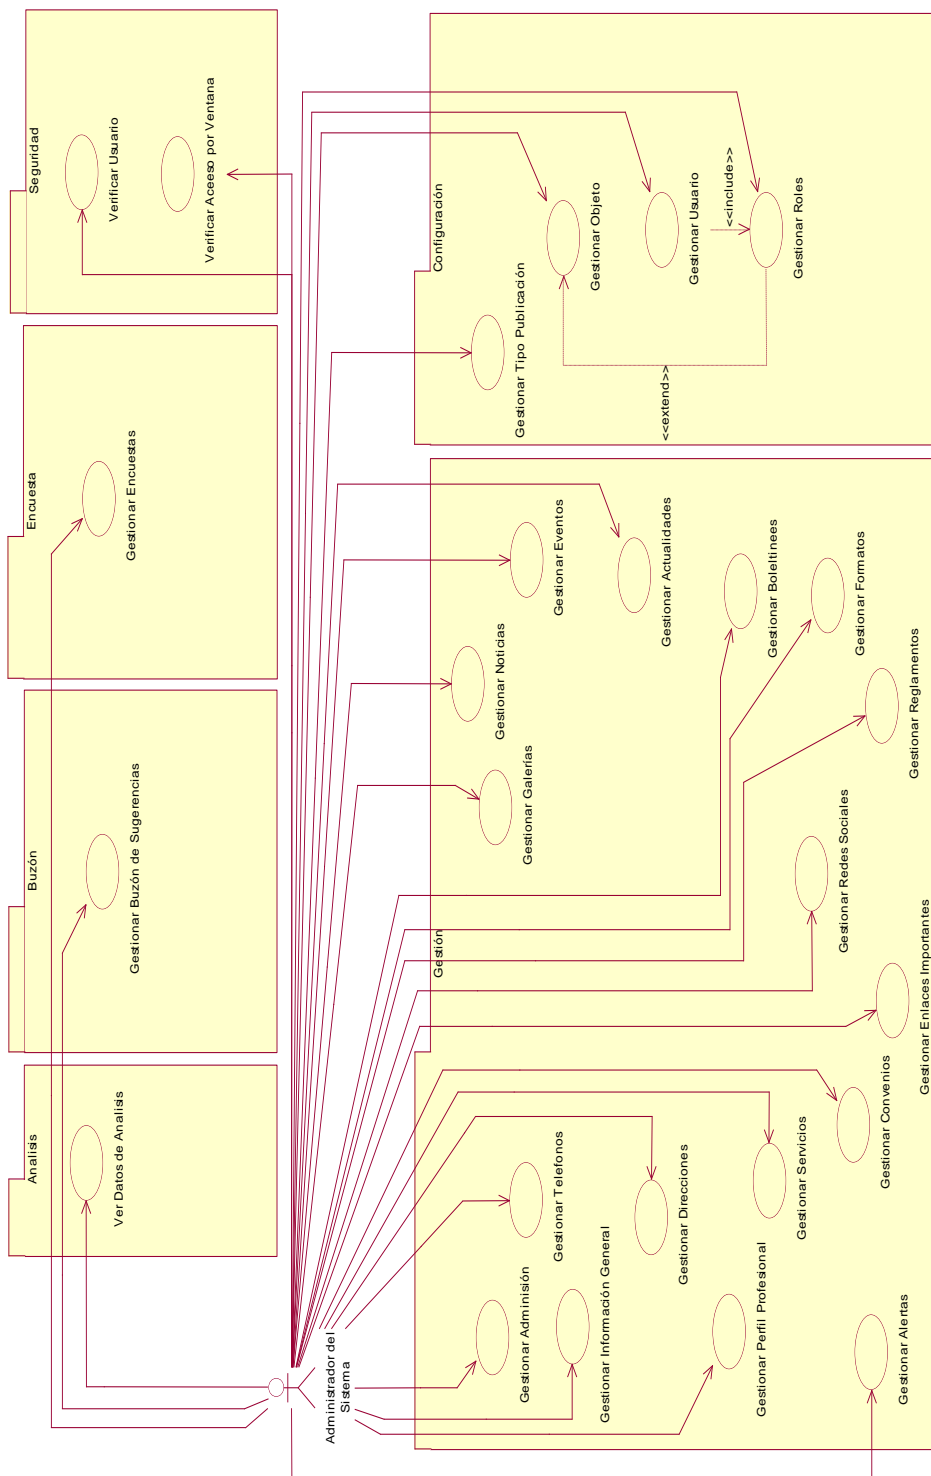 Analisis
Ver Datos de Analisis
Buzón
Gestionar Buzón de Sugerencias
Encuesta
Gestionar Encuestas
Seguridad
Verificar Usuario
Verificar Aceeso por Ventana
Administrador del
Sistema
Gestión
Gestionar Adminisión
Gestionar Telefonos
Gestionar Información General
Gestionar Direcciones
Gestionar Perfil Profesional
Gestionar Servicios
Gestionar Convenios
Gestionar Alertas
Gestionar Enlaces Importantes
Gestionar Redes Sociales
Gestionar Reglamentos
Gestionar Formatos
Gestionar Boleltinees
Gestionar Actualidades
Gestionar Eventos
Gestionar Noticias
Gestionar Galerías
Configuración
Gestionar Tipo Publicación
Gestionar Objeto
Gestionar Usuario
<<include>>
Gestionar Roles
<<extend>>